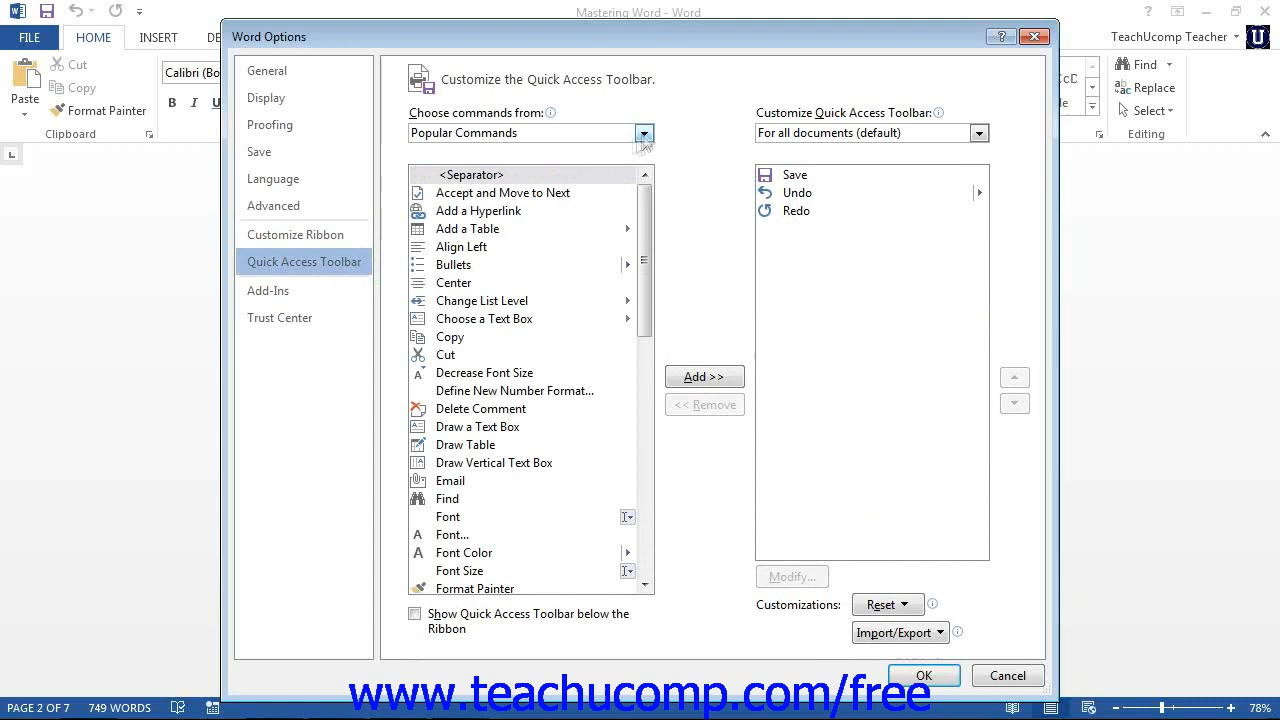 Mastering Word - Word
FILE
HOME
INSERT
DE
TeachUcomp Teacher
Paste
Cut
Copy
Format Painter
Clipboard
Calibri (Bo
B I
Find
Replace
Select
Editing
Word Options
General
Display
Proofing
Save
Language
Advanced
Customize Ribbon
Quick Access Toolbar
Add-Ins
Trust Center
Customize the Quick Access Toolbar.
Choose commands from:
Popular Commands
<Separator>
Accept and Move to Next
Add a Hyperlink
Add a Table
Align Left
Bullets
Center
Change List Level
Choose a Text Box
Copy
Cut
Decrease Font Size
Define New Number Format...
Delete Comment
Draw a Text Box
Draw Table
Draw Vertical Text Box
Email
Find
Font
Font...
Font Color
Font Size
Format Painter
Show Quick Access Toolbar below the
Ribbon
Add >>
<< Remove
Customize Quick Access Toolbar:
For all documents (default)
Save
Undo
Redo
Modify...
Customizations:
Reset
Import/Export
OK
Cancel
www.teachucomp.com/free
PAGE 2 OF 7
749 WORDS
78%